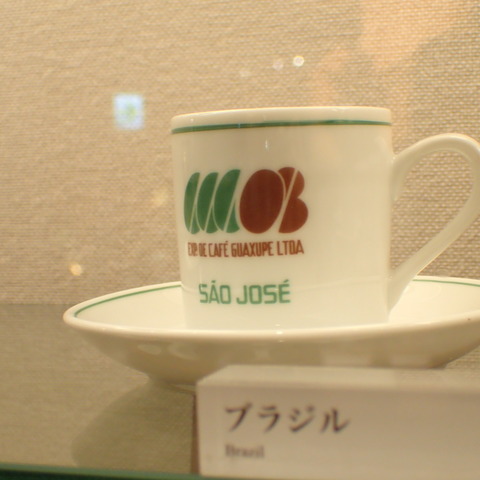 EXP. DE CAFÉ GUAXUPE LTDA
SÃO JOSÉ
ブラジル
Brazil